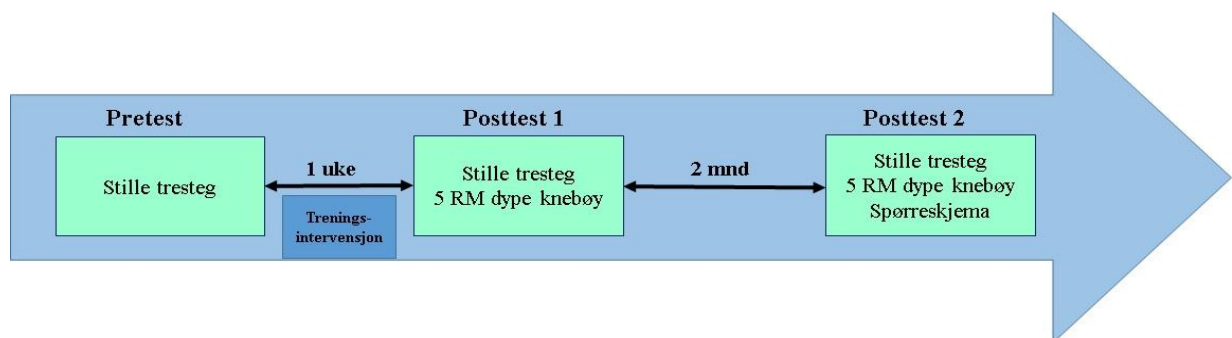 Pretest
Stille tresteg
1 uke
Trenings-
intervensjon
Posttest 1
Stille tresteg
5 RM dype knebøy
2 mnd
Posttest 2
Stille tresteg
5 RM dype knebøy
Spørreskjema